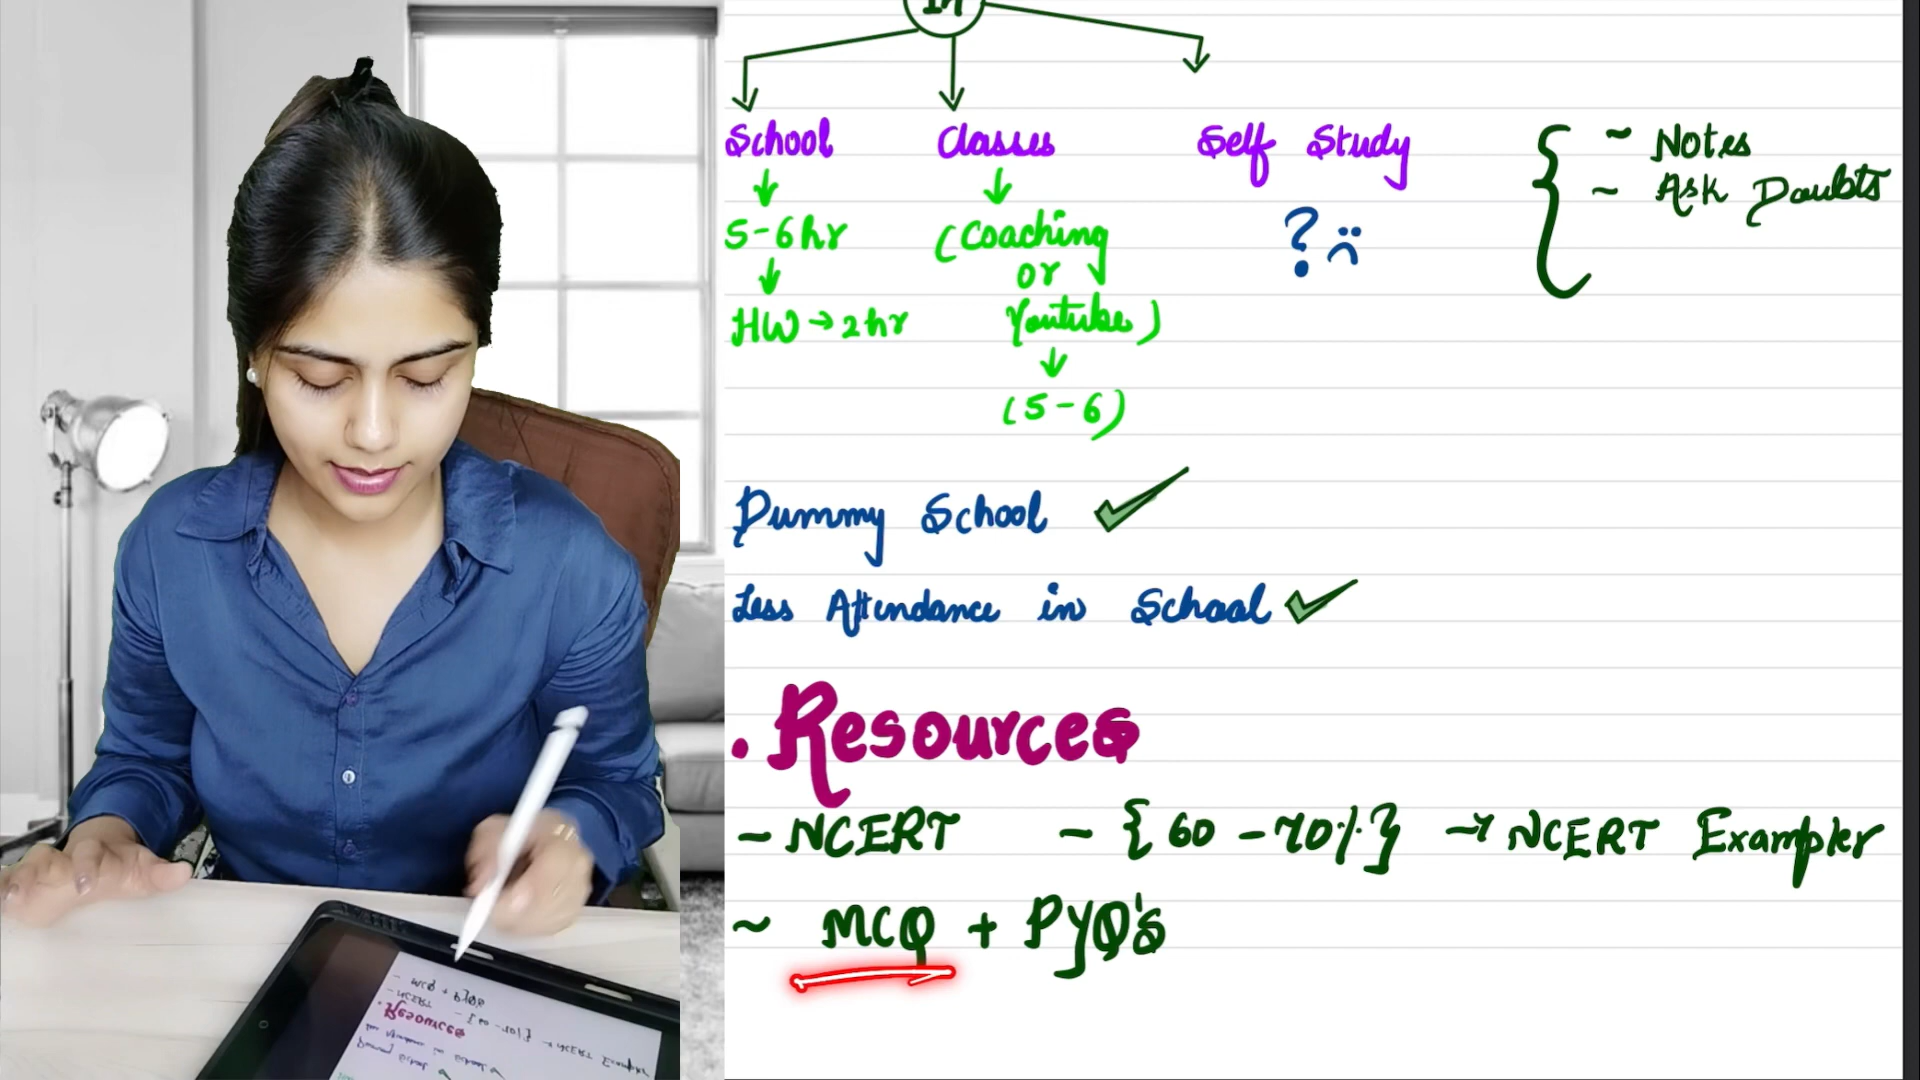 School
Classes
Self Study
~ Notes
~ Ask Doubts
5-6hr
(Coaching
or
Youtube)
?
HW → 2hr
(5-6)
Dummy School ✓
Less Attendance in School ✓
. Resources
- NCERT - {60 - 70%} → NCERT Exampler
~ MCQ + PYQ's